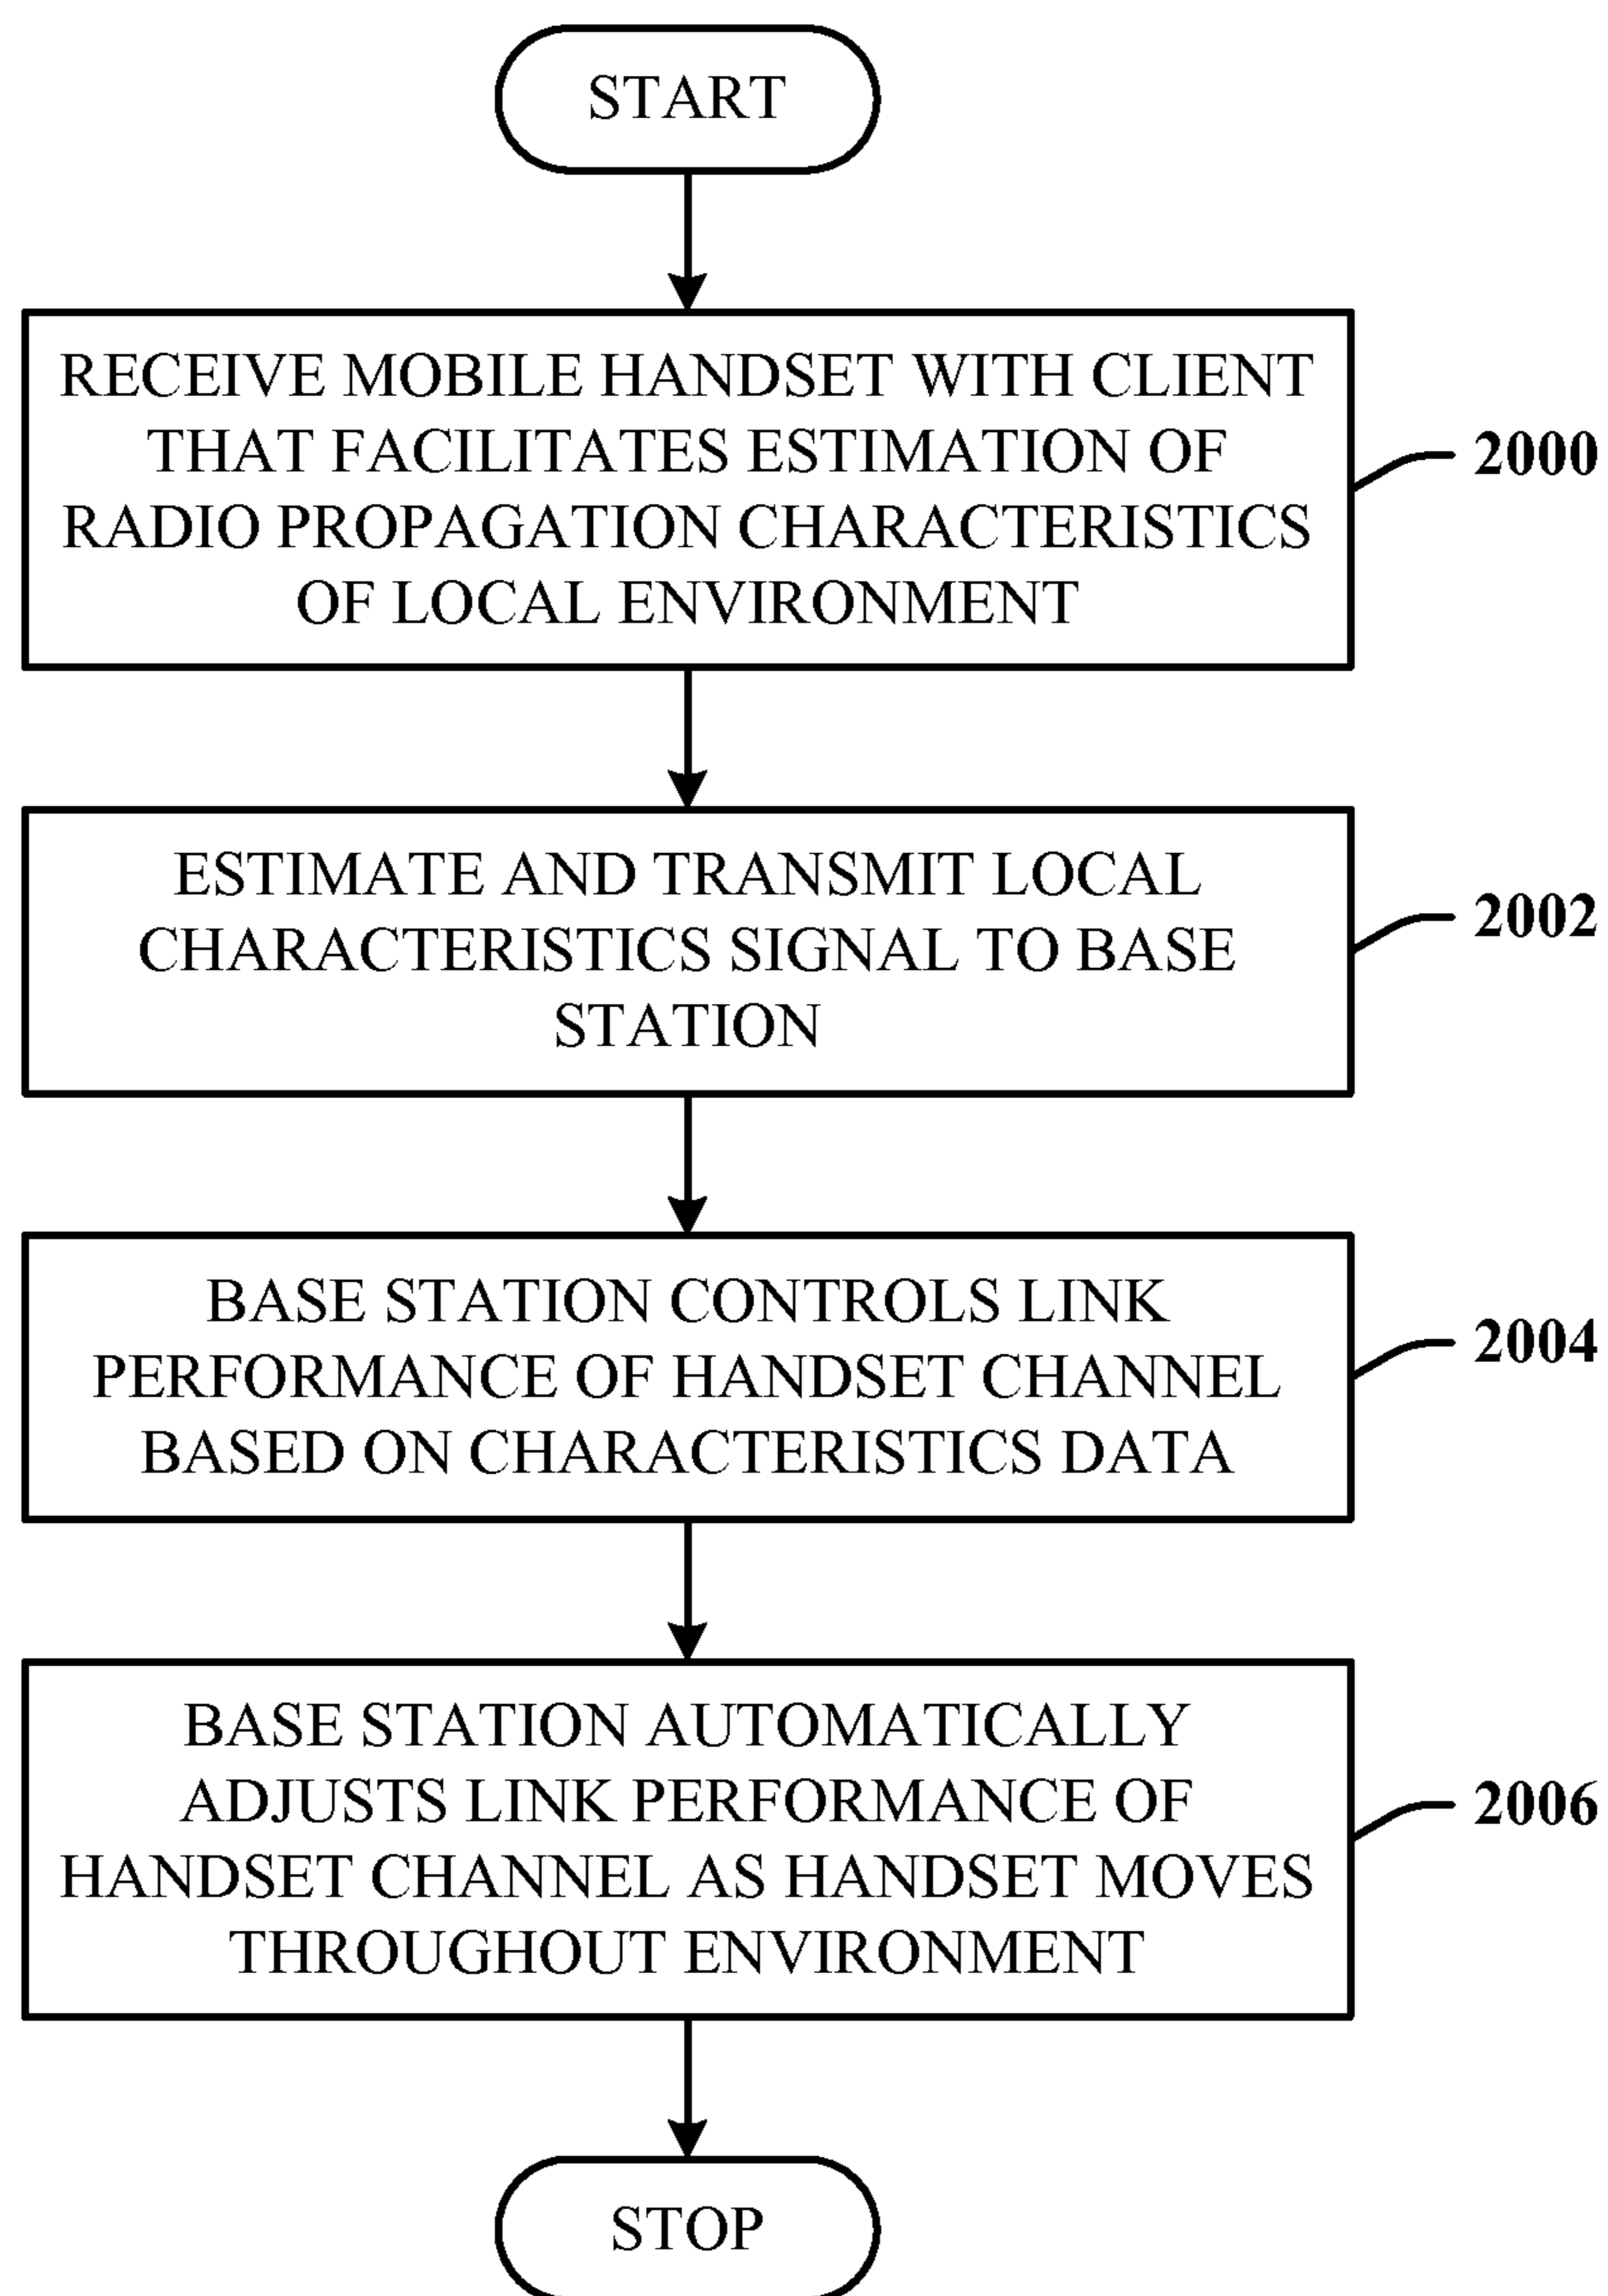 START
RECEIVE MOBILE HANDSET WITH CLIENT
THAT FACILITATES ESTIMATION OF
RADIO PROPAGATION CHARACTERISTICS
OF LOCAL ENVIRONMENT
2000
ESTIMATE AND TRANSMIT LOCAL
CHARACTERISTICS SIGNAL TO BASE
STATION
2002
BASE STATION CONTROLS LINK
PERFORMANCE OF HANDSET CHANNEL
BASED ON CHARACTERISTICS DATA
2004
BASE STATION AUTOMATICALLY
ADJUSTS LINK PERFORMANCE OF
HANDSET CHANNEL AS HANDSET MOVES
THROUGHOUT ENVIRONMENT
2006
STOP